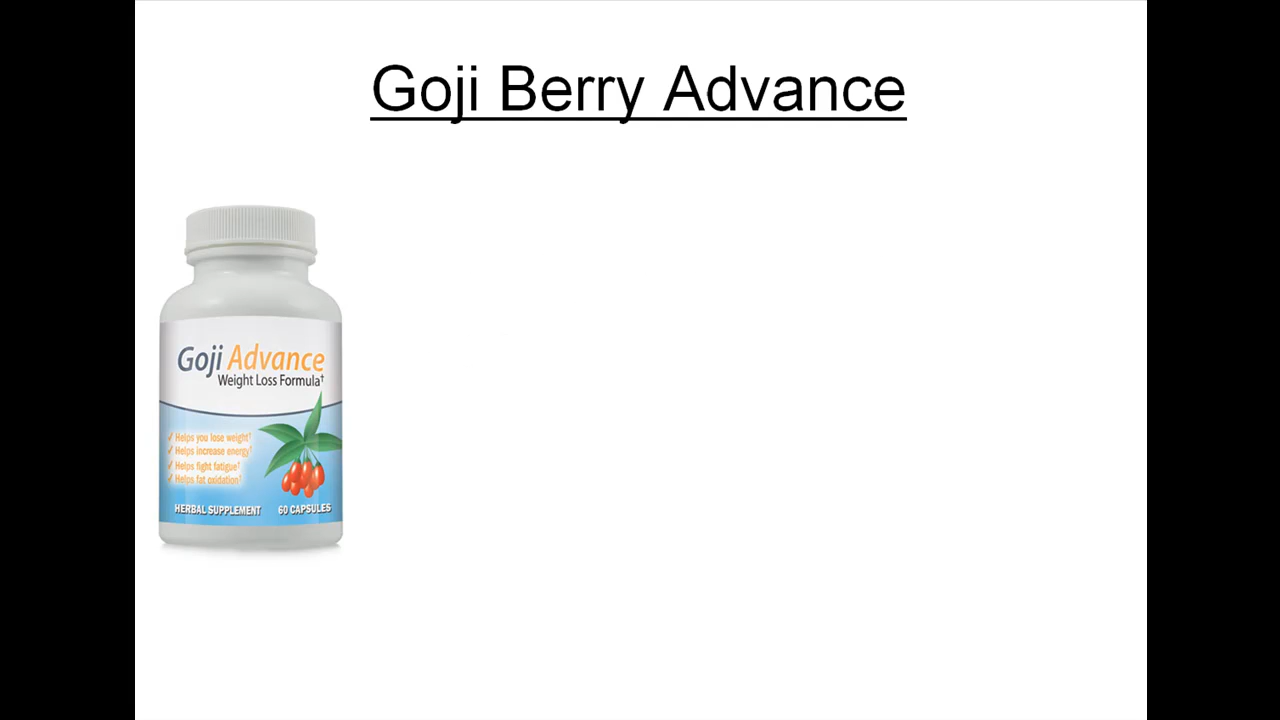 Goji Berry Advance
Goji Advance
Weight Loss Formula†
✓ Helps you lose weight†
✓ Helps increase energy†
✓ Helps fight fatigue†
✓ Helps fat oxidation†
HERBAL SUPPLEMENT 60 CAPSULES